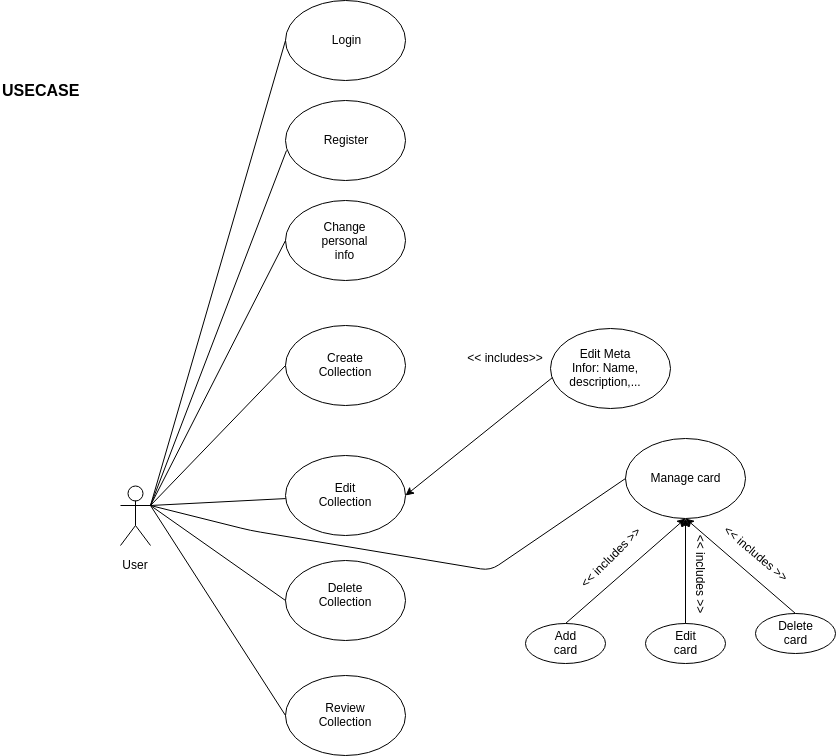 Login
USECASE
Register
Change
personal
info
Create
Collection
<< includes>>
Edit Meta
Infor: Name,
description,...
Edit
Collection
Manage card
User
Delete
Collection
<< includes >>
<< includes >>
<< includes >>
Add
card
Edit
card
Delete
card
Review
Collection